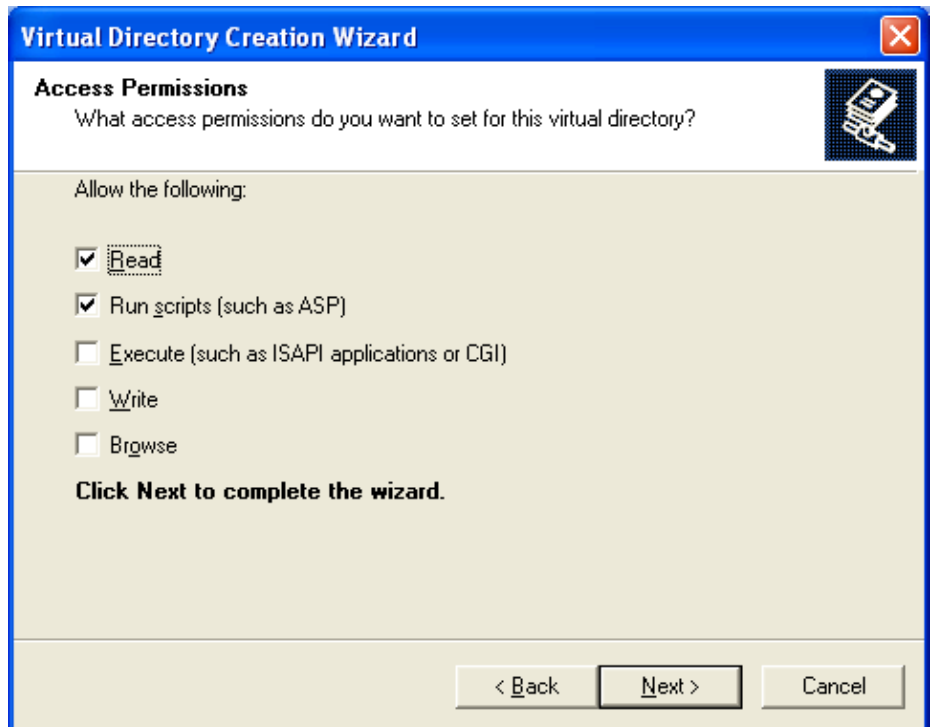 Virtual Directory Creation Wizard
Access Permissions
What access permissions do you want to set for this virtual directory?
Allow the following:
Read
Run scripts (such as ASP)
Execute (such as ISAPI applications or CGI)
Write
Browse
Click Next to complete the wizard.
< Back Next > Cancel